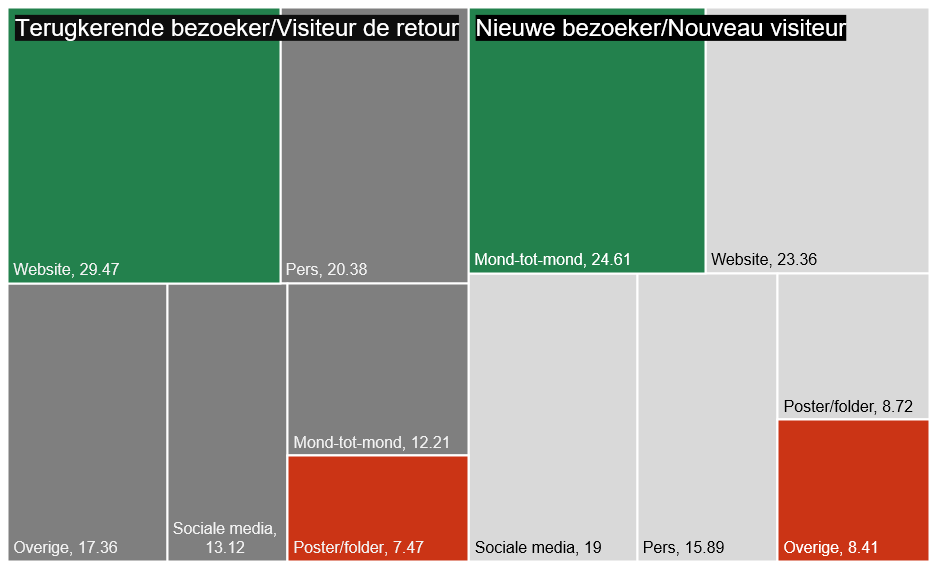 Terugkerende bezoeker/Visiteur de retour
Website, 29.47
Pers, 20.38
Overige, 17.36
Sociale media,
13.12
Mond-tot-mond, 12.21
Poster/folder, 7.47
Nieuwe bezoeker/Nouveau visiteur
Mond-tot-mond, 24.61
Website, 23.36
Sociale media, 19
Pers, 15.89
Poster/folder, 8.72
Overige, 8.41